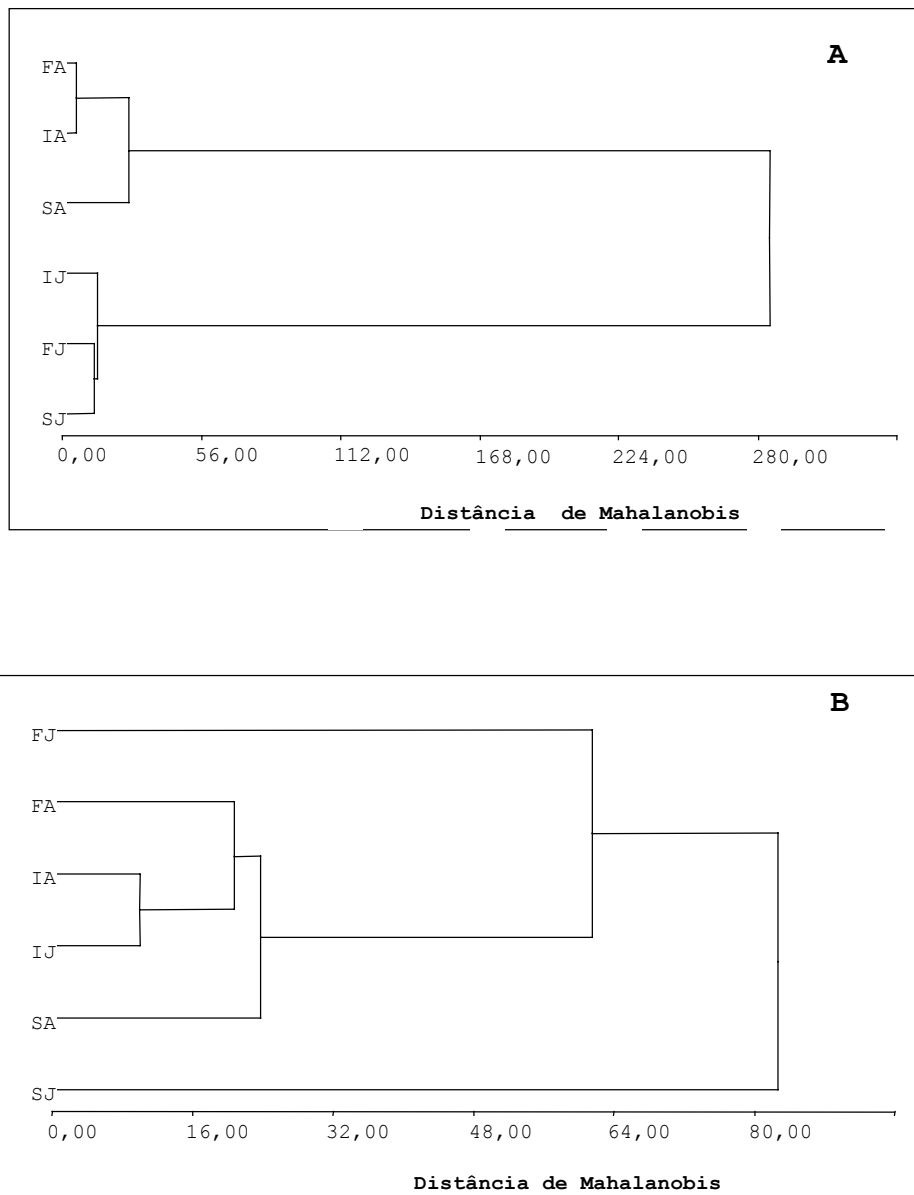 A
FA
IA
SA
IJ
FJ
SJ
0,00 56,00 112,00 168,00 224,00 280,00
Distância de Mahalanobis
B
FJ
FA
IA
IJ
SA
SJ
0,00 16,00 32,00 48,00 64,00 80,00
Distância de Mahalanobis